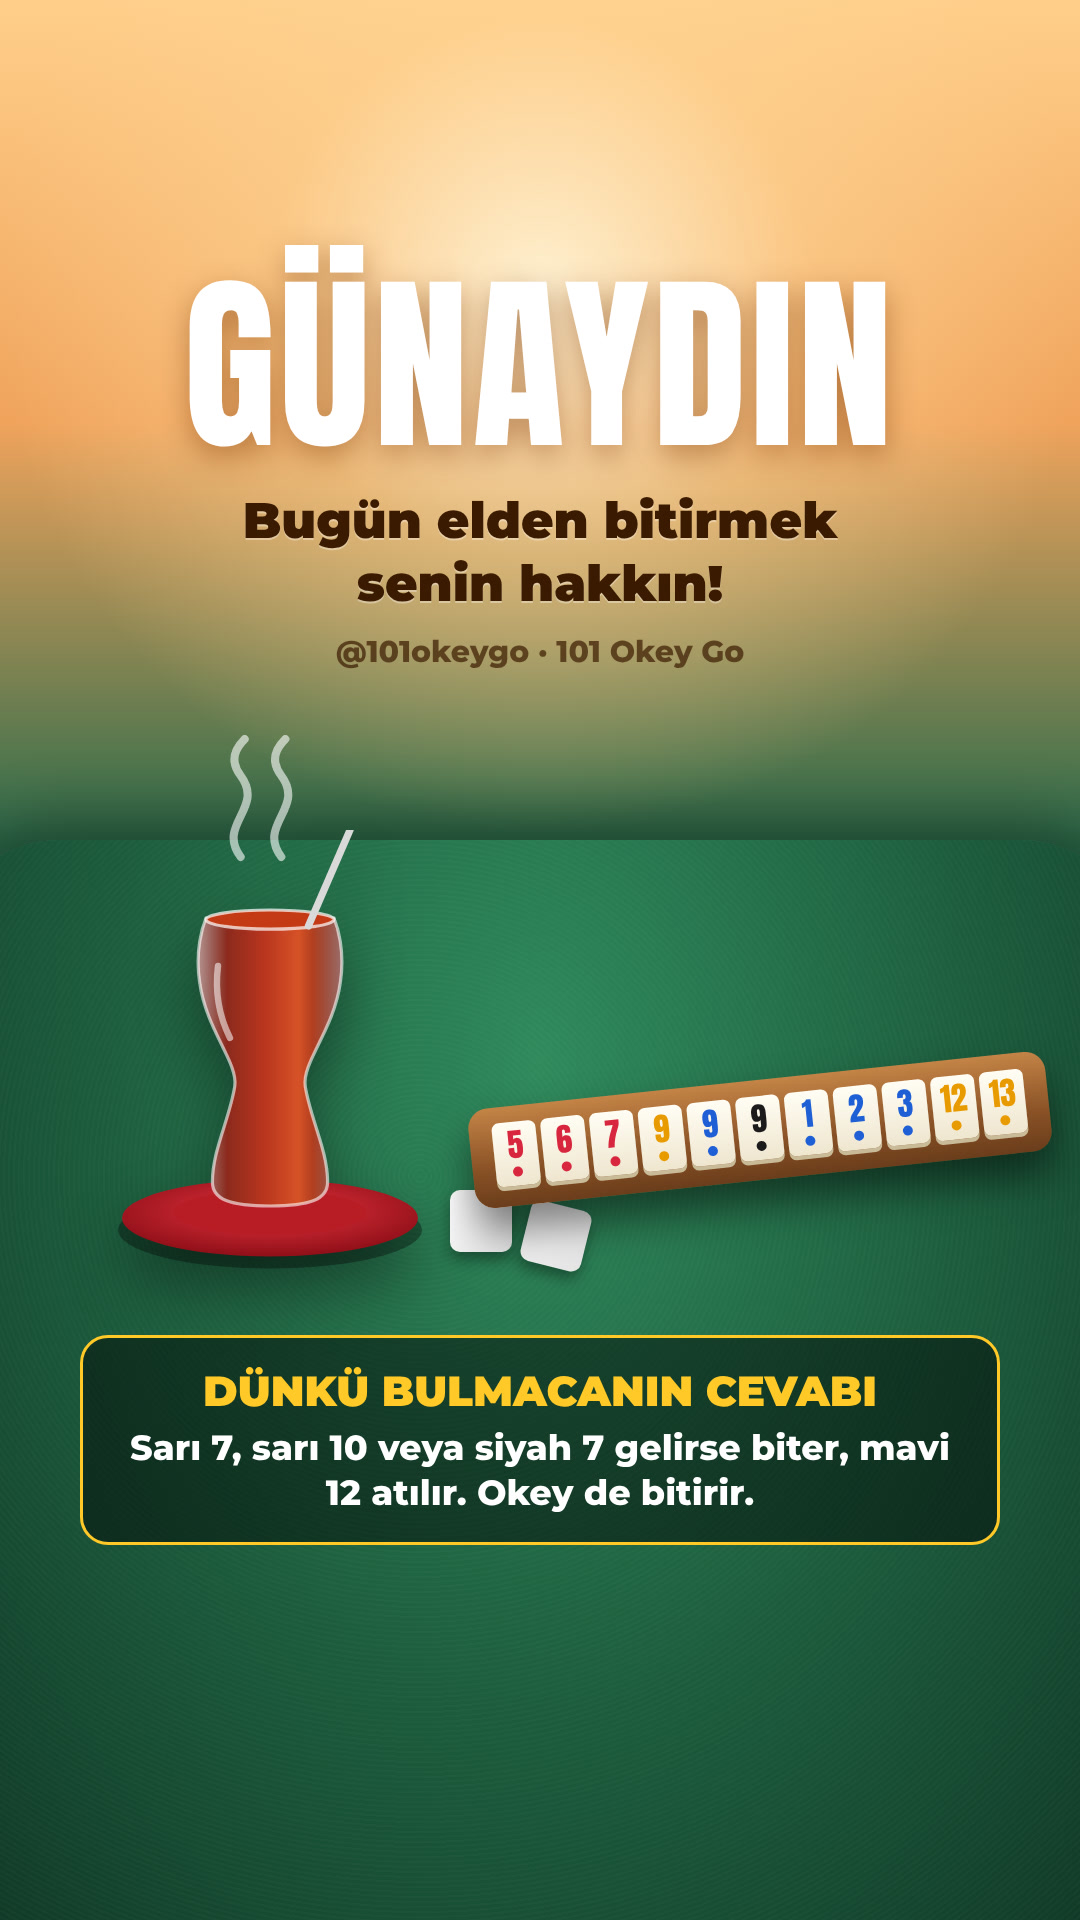 GÜNAYDIN
Bugün elden bitirmek
senin hakkın!
@101okeygo · 101 Okey Go
5 6 7 9 9 9 1 2 3 12 13
DÜNKÜ BULMACANIN CEVABI
Sarı 7, sarı 10 veya siyah 7 gelirse biter, mavi
12 atılır. Okey de bitirir.